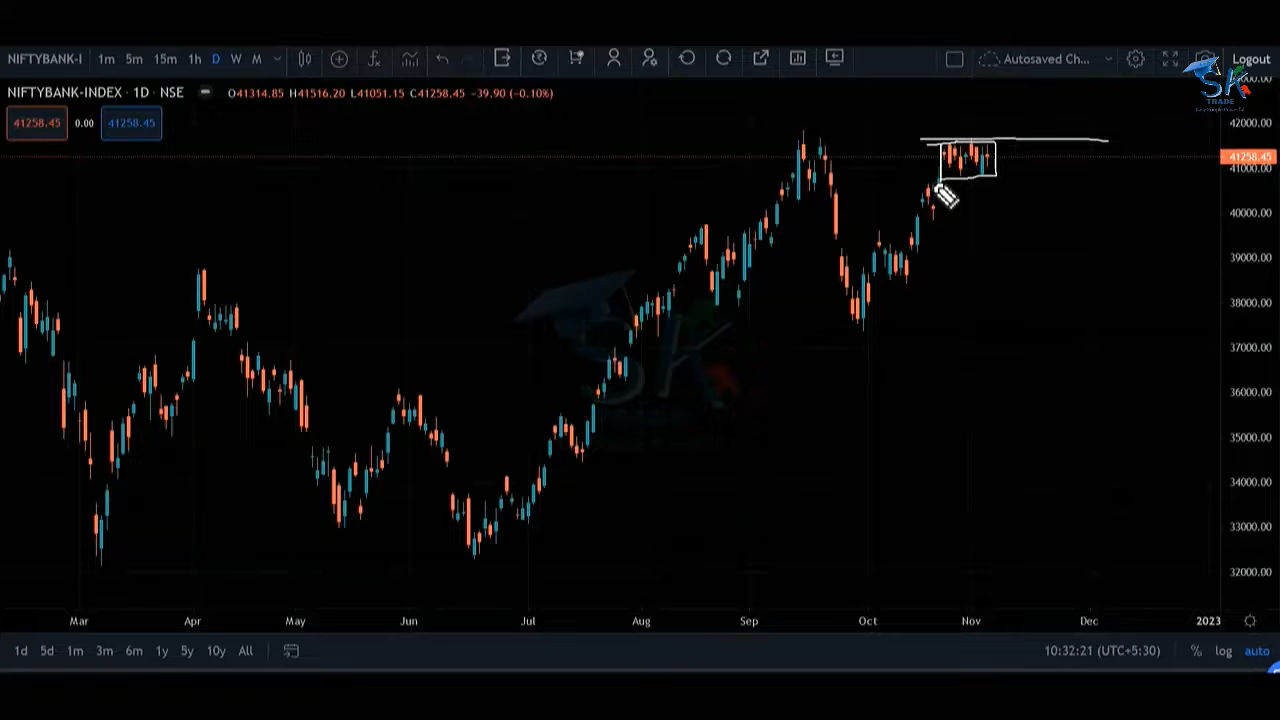 NIFTYBANK-I 1m 5m 15m 1h D W M Autosaved Ch... Logout
NIFTYBANK-INDEX · 1D · NSE O41314.85 H41516.20 L41051.15 C41258.45 -39.90 (-0.10%)
SK
TRADE
41258.45 0.00 41258.45
42000.00
41258.45
41000.00
40000.00
39000.00
38000.00
37000.00
36000.00
35000.00
34000.00
33000.00
32000.00
SK
Mar Apr May Jun Jul Aug Sep Oct Nov Dec 2023
1d 5d 1m 3m 6m 1y 5y 10y All 10:32:21 (UTC+5:30) % log auto